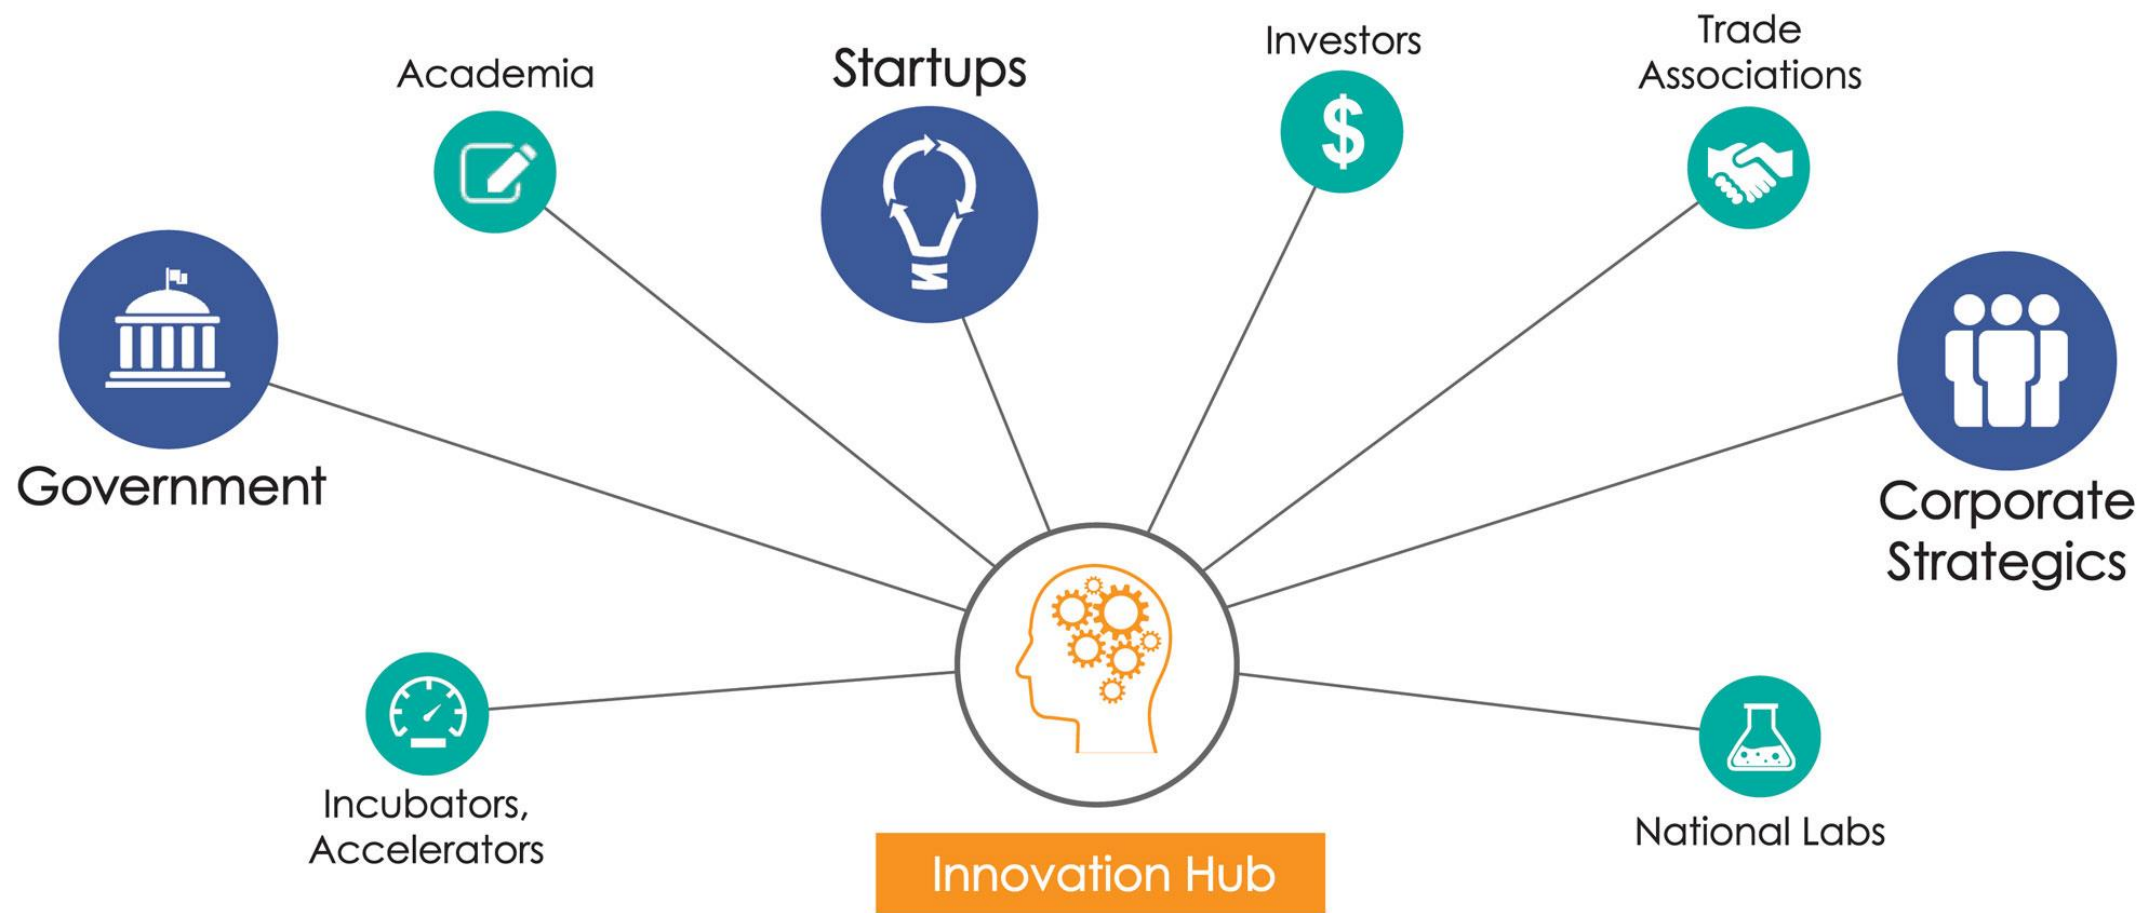 Academia
Startups
Investors
Trade
Associations
$
Government
Corporate
Strategics
Incubators,
Accelerators
National Labs
Innovation Hub